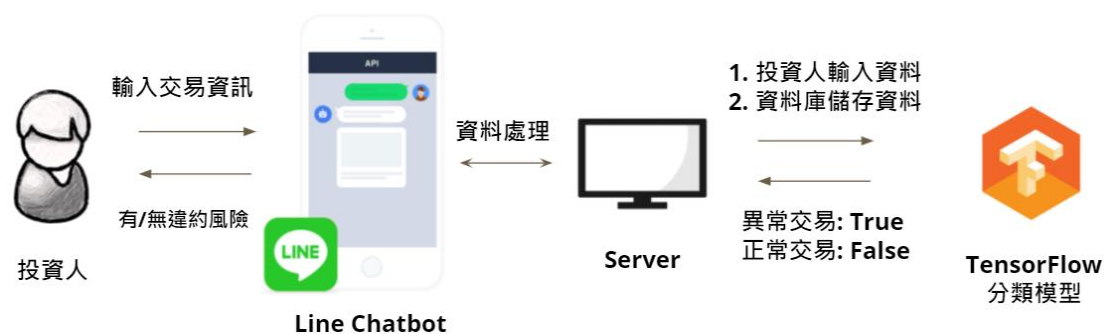 輸入交易資訊
有/無違約風險
投資人
API
LINE
Line Chatbot
資料處理
Server
1. 投資人輸入資料
2. 資料庫儲存資料
異常交易: True
正常交易: False
TensorFlow
分類模型